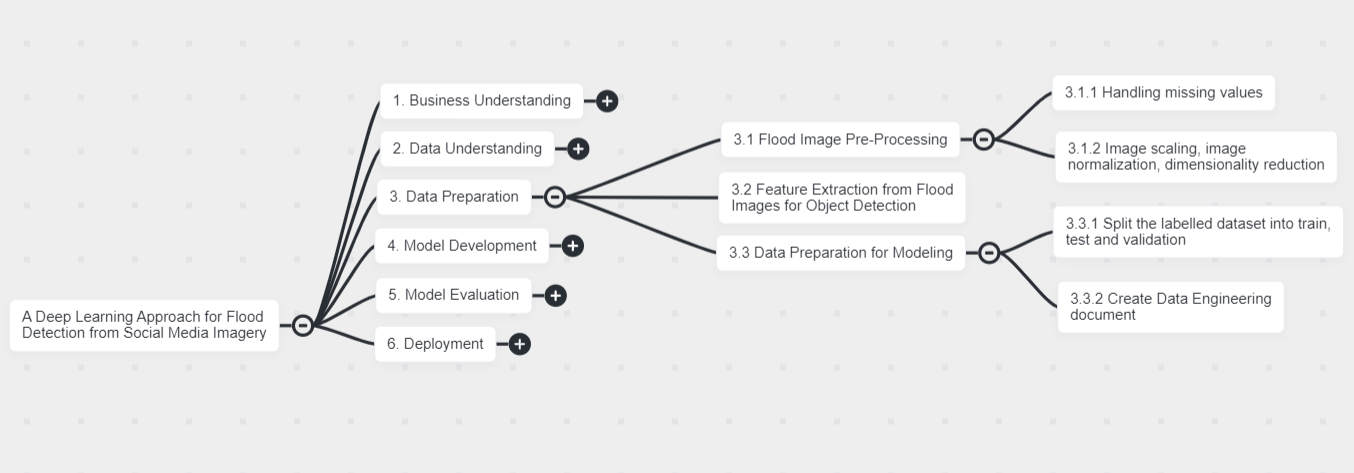 1. Business Understanding
2. Data Understanding
3. Data Preparation
4. Model Development
5. Model Evaluation
6. Deployment
A Deep Learning Approach for Flood
Detection from Social Media Imagery
3.1 Flood Image Pre-Processing
3.2 Feature Extraction from Flood
Images for Object Detection
3.3 Data Preparation for Modeling
3.1.1 Handling missing values
3.1.2 Image scaling, image
normalization, dimensionality reduction
3.3.1 Split the labelled dataset into train,
test and validation
3.3.2 Create Data Engineering
document